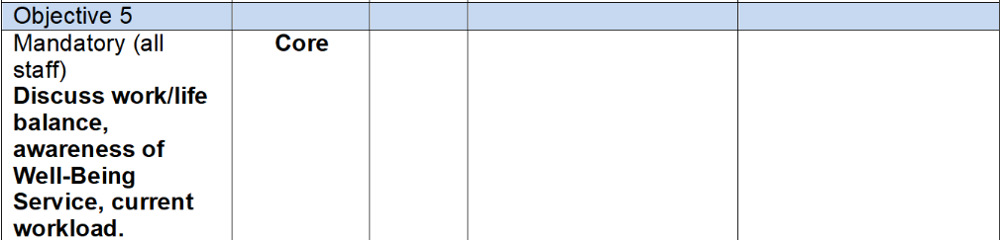 Objective 5
Mandatory (all
staff)
Discuss work/life
balance,
awareness of
Well-Being
Service, current
workload.
Core